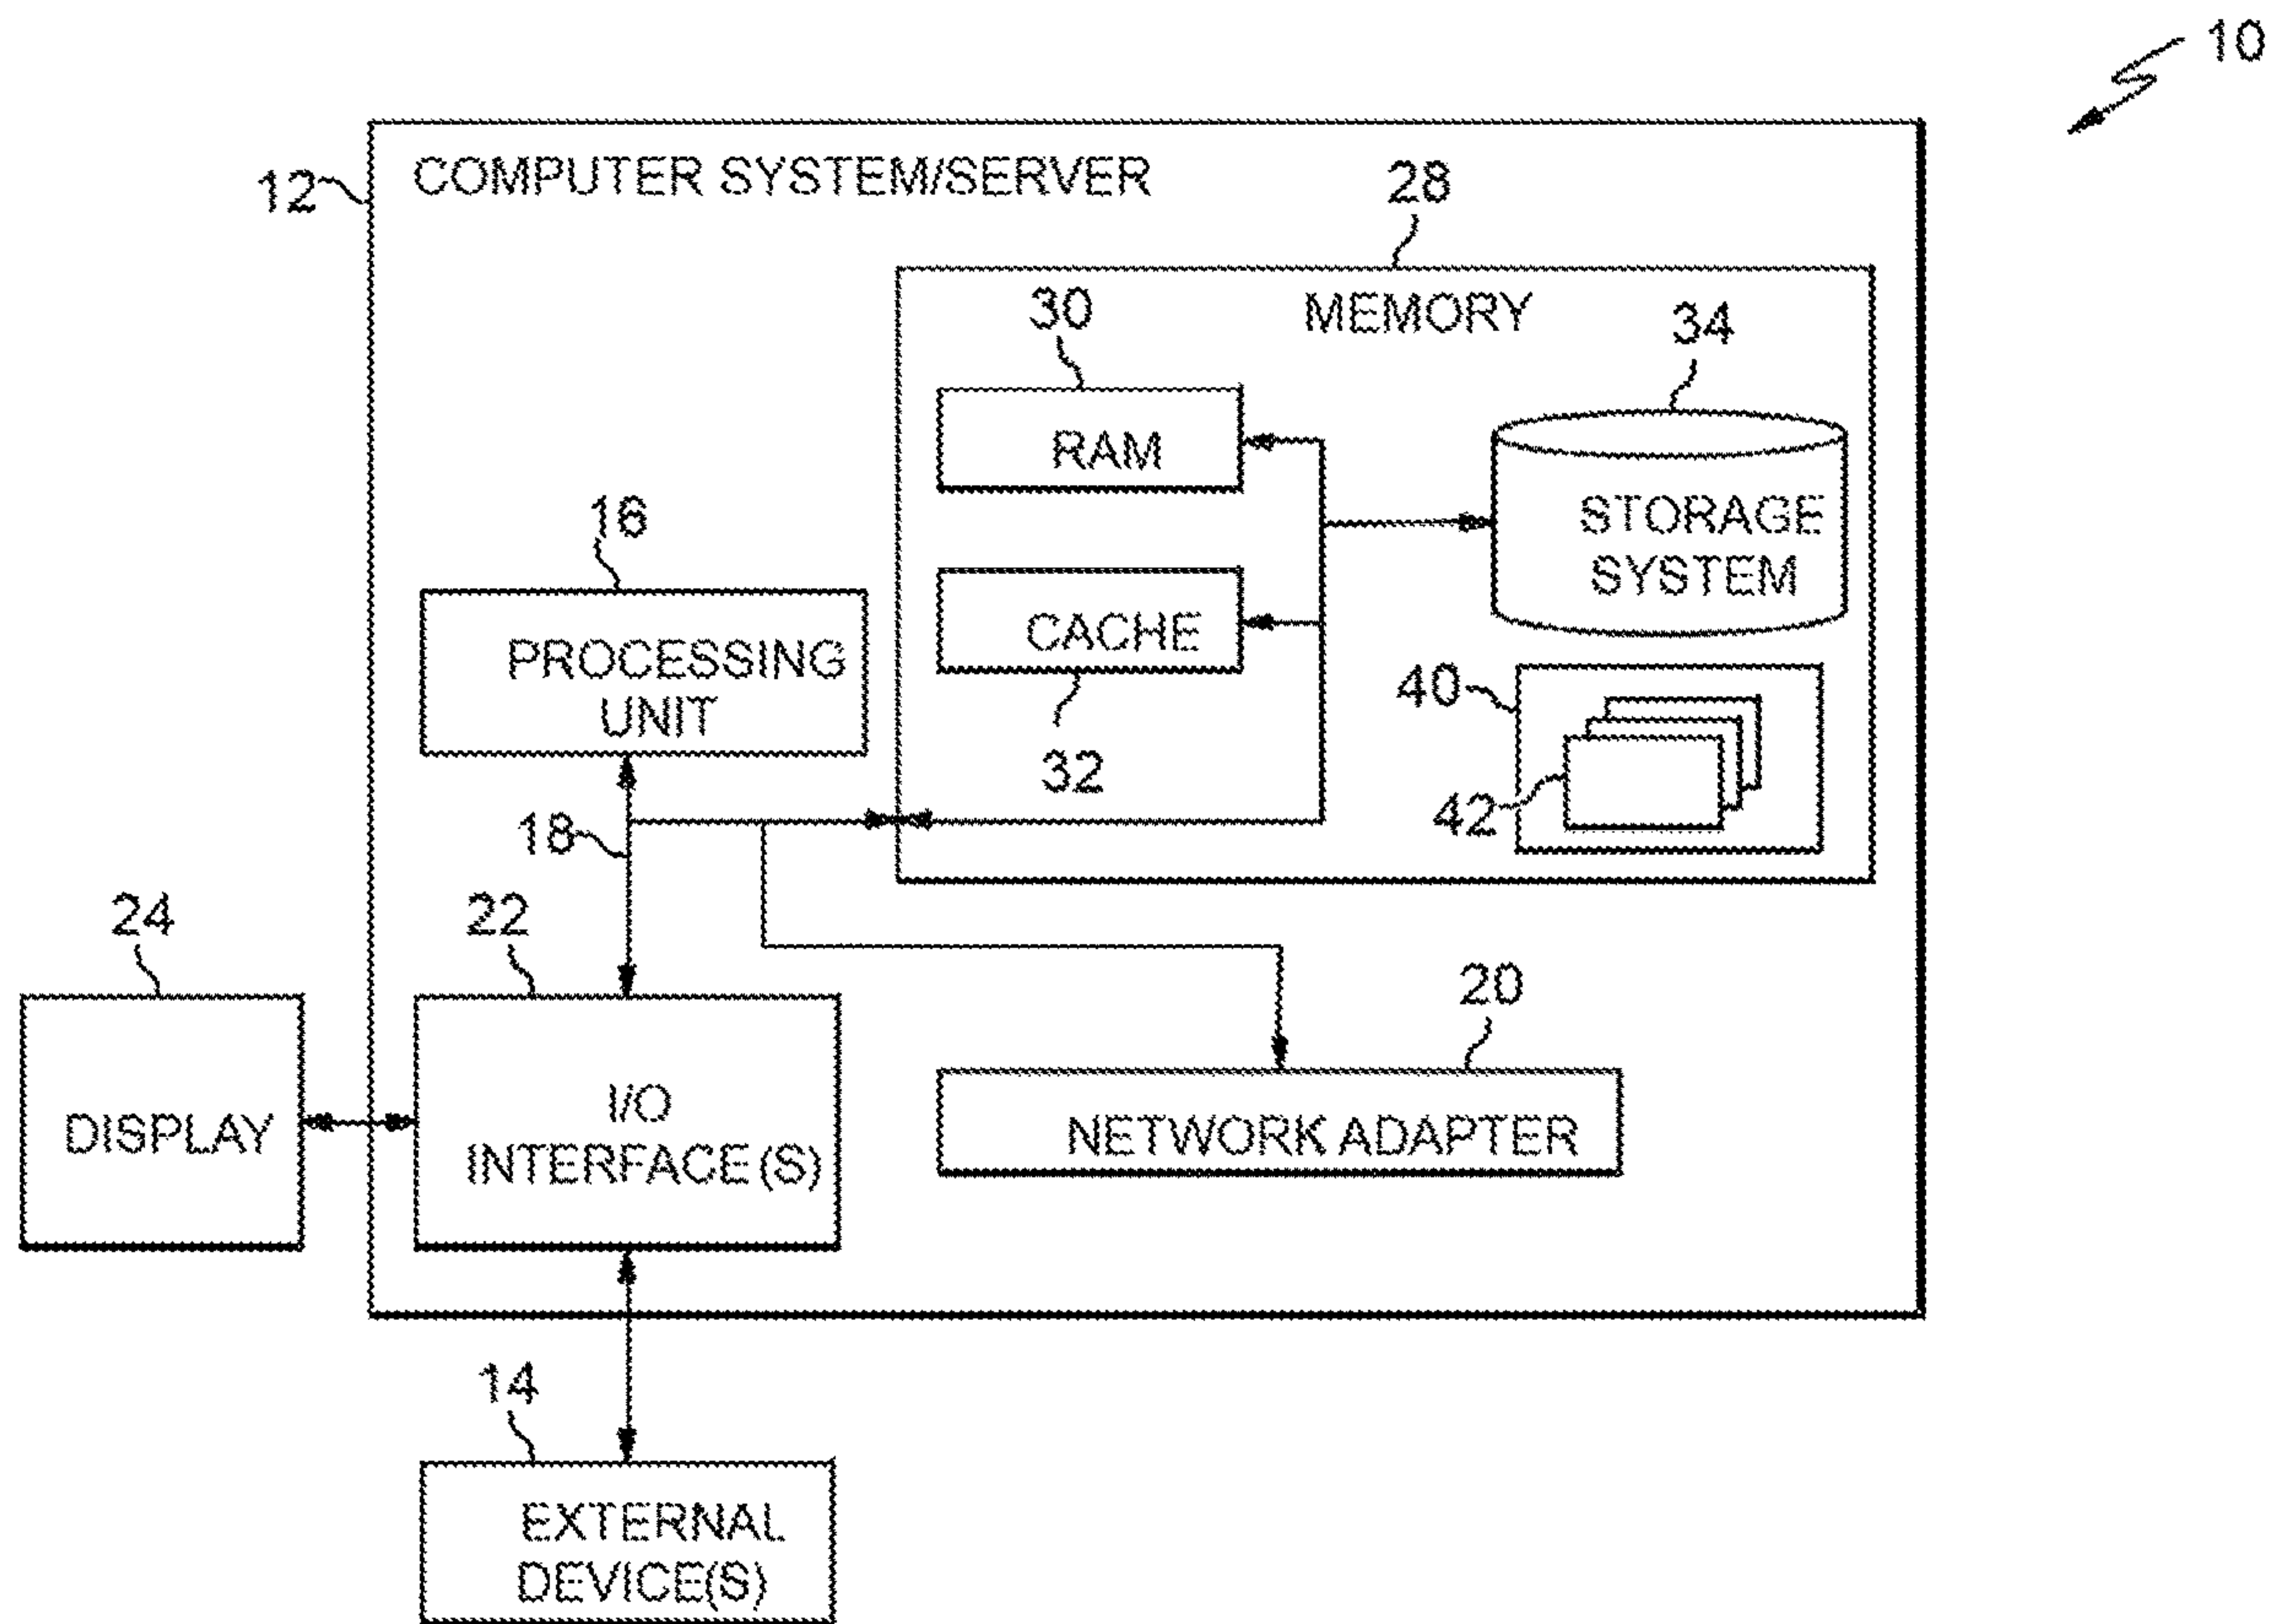 10
12
COMPUTER SYSTEM/SERVER
28
MEMORY
30
34
RAM
STORAGE
SYSTEM
16
PROCESSING
UNIT
CACHE
32
40
42
18
24
22
20
DISPLAY
I/O
INTERFACE(S)
NETWORK ADAPTER
14
EXTERNAL
DEVICE(S)